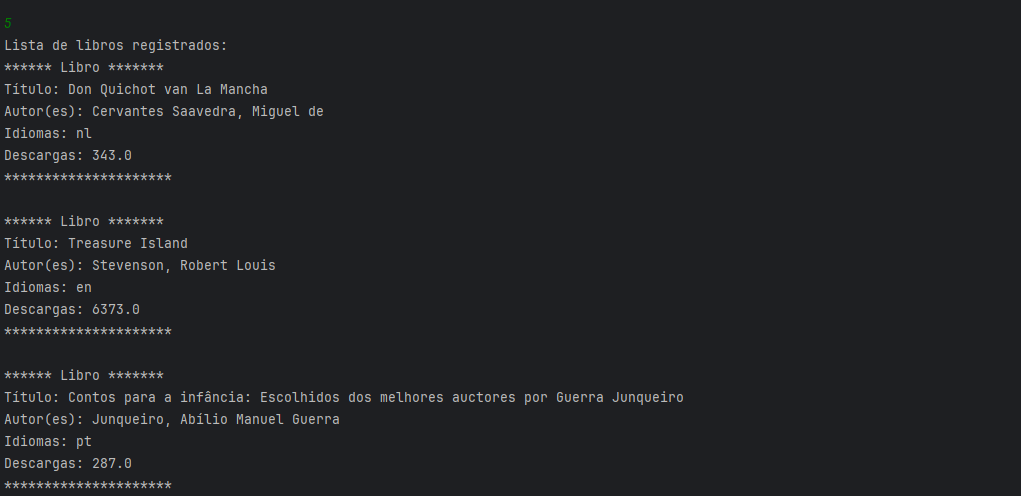 5
Lista de libros registrados:
****** Libro *******
Título: Don Quichot van La Mancha
Autor(es): Cervantes Saavedra, Miguel de
Idiomas: nl
Descargas: 343.0
*********************
****** Libro *******
Título: Treasure Island
Autor(es): Stevenson, Robert Louis
Idiomas: en
Descargas: 6373.0
*********************
****** Libro *******
Título: Contos para a infância: Escolhidos dos melhores auctores por Guerra Junqueiro
Autor(es): Junqueiro, Abílio Manuel Guerra
Idiomas: pt
Descargas: 287.0
*********************